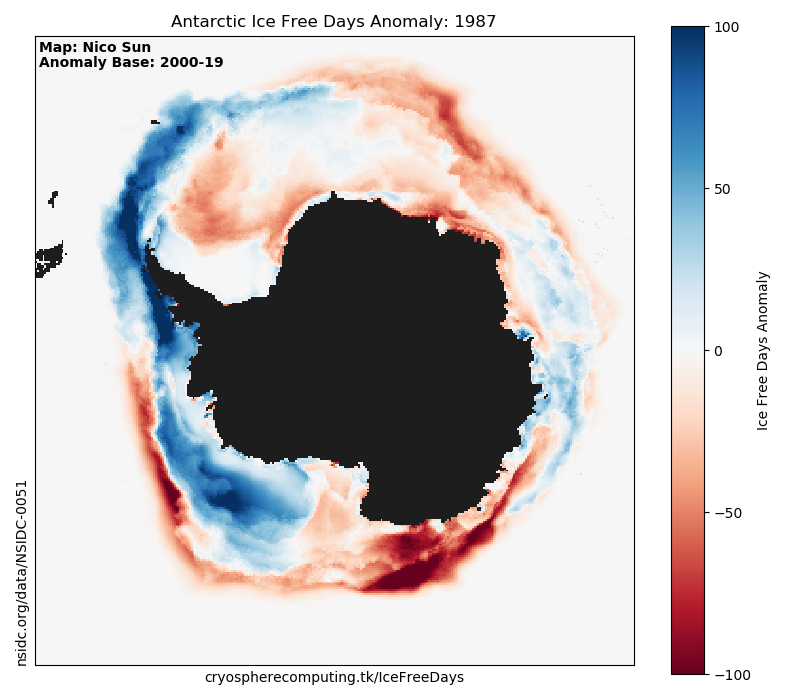 Antarctic Ice Free Days Anomaly: 1987
Map: Nico Sun
Anomaly Base: 2000-19
nsidc.org/data/NSIDC-0051
cryospherecomputing.tk/IceFreeDays
100
50
0
−50
−100
Ice Free Days Anomaly